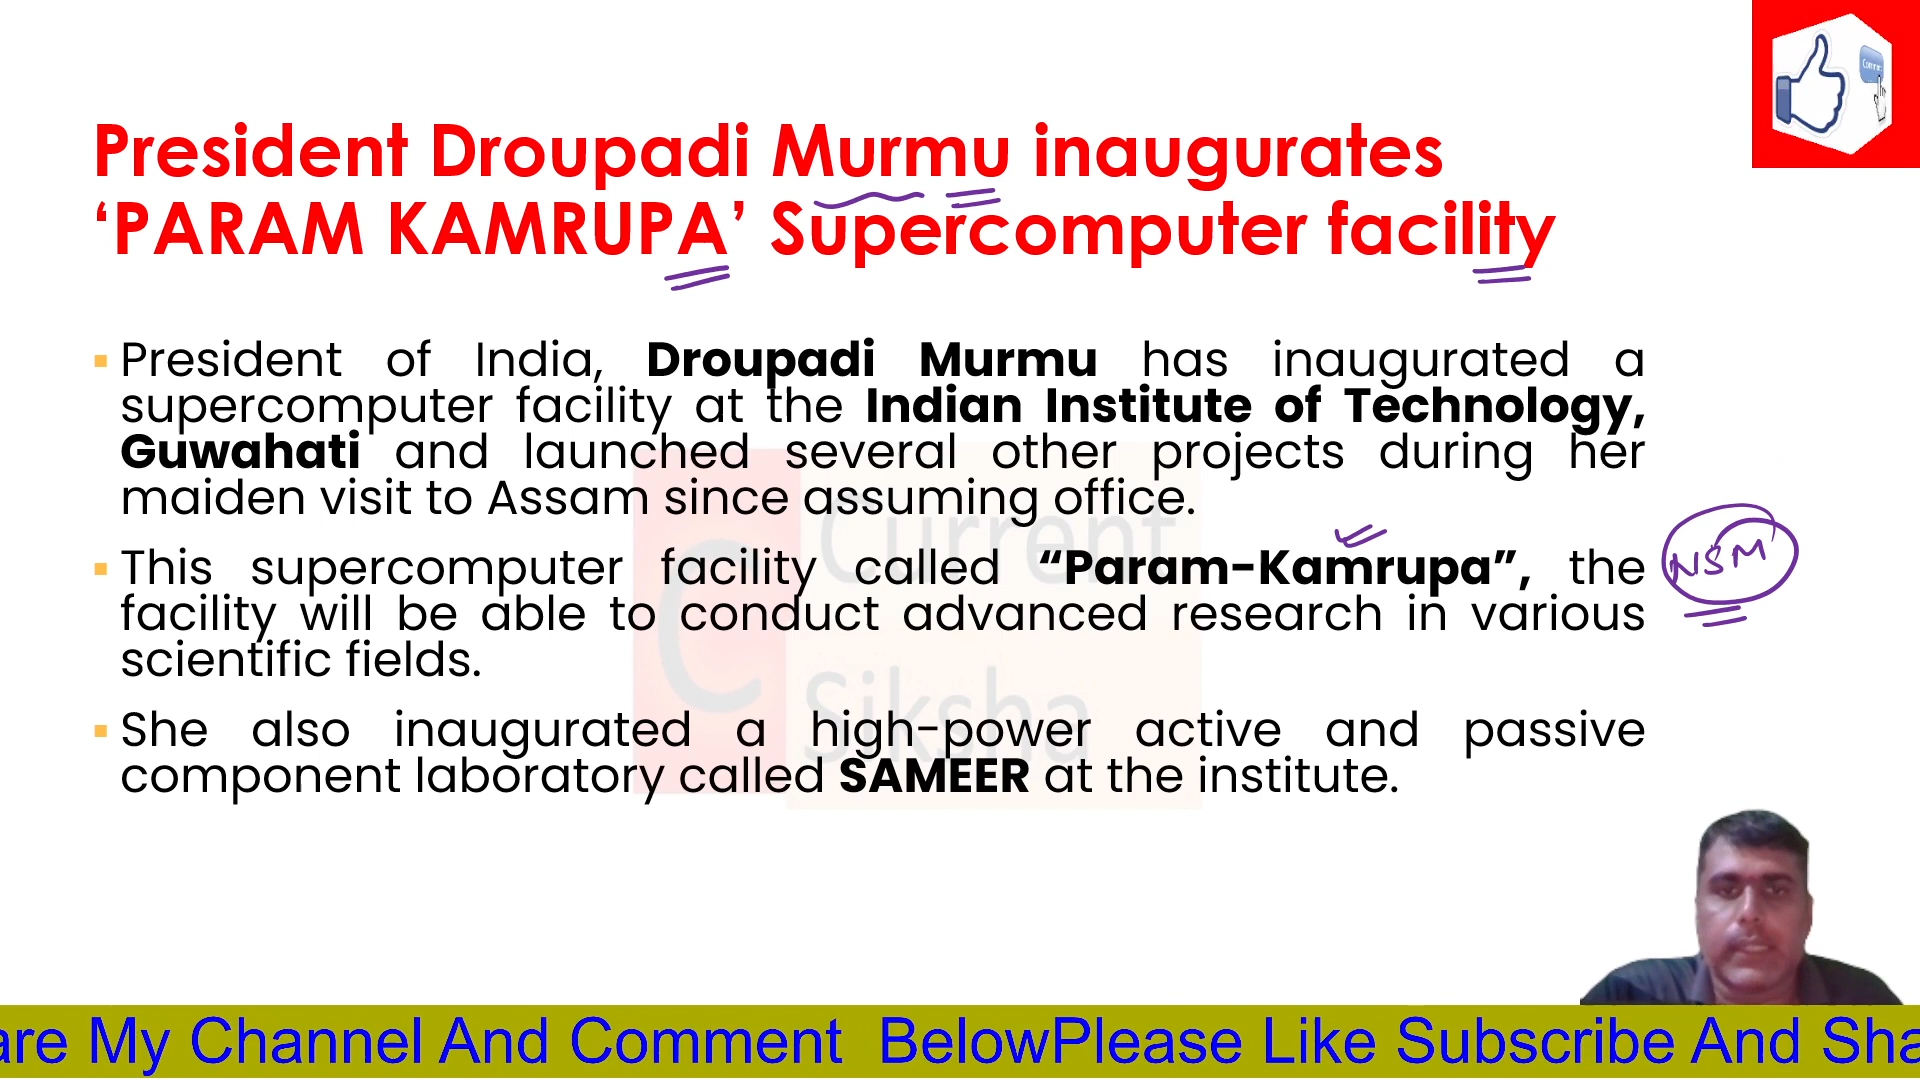 Comment
President Droupadi Murmu inaugurates
‘PARAM KAMRUPA’ Supercomputer facility
President of India, Droupadi Murmu has inaugurated a
supercomputer facility at the Indian Institute of Technology,
Guwahati and launched several other projects during her
maiden visit to Assam since assuming office.
This supercomputer facility called “Param-Kamrupa”, the
facility will be able to conduct advanced research in various
scientific fields.
She also inaugurated a high-power active and passive
component laboratory called SAMEER at the institute.
NSM
C Current
Siksha
are My Channel And Comment BelowPlease Like Subscribe And Sha